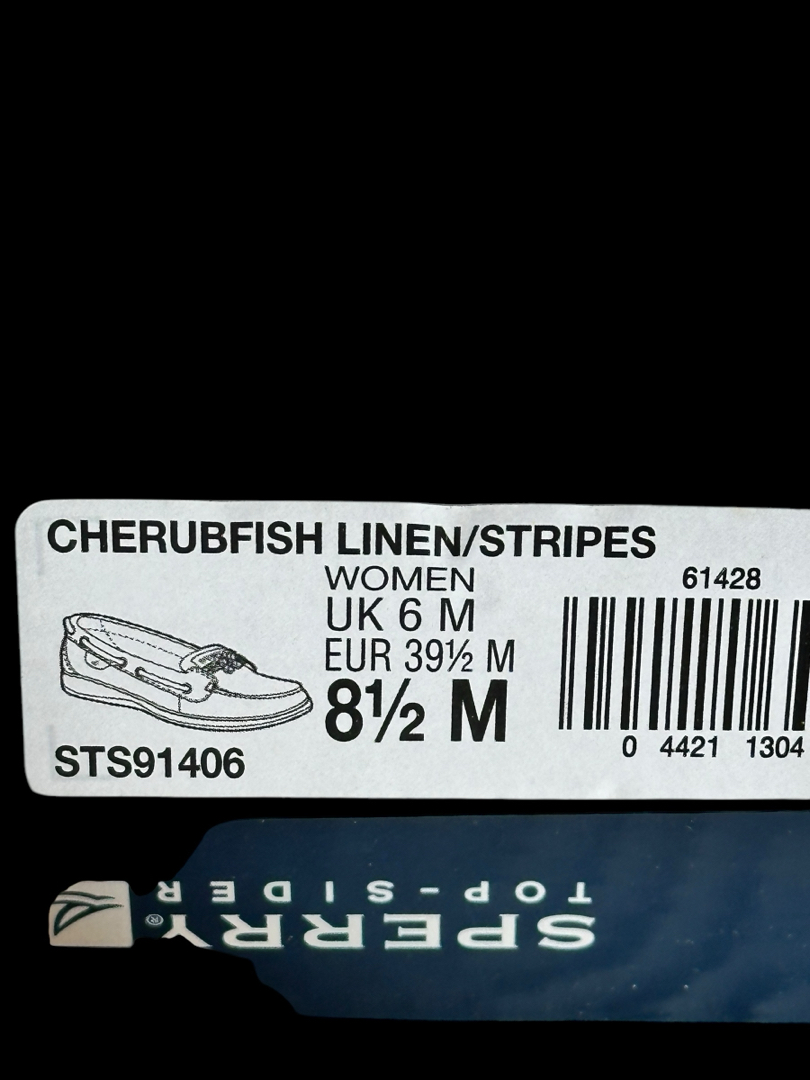 CHERUBFISH LINEN/STRIPES
WOMEN
UK 6 M
EUR 39½ M
8½ M
STS91406
61428
0 4421 1304
TOP-SIDER
SPERRY®